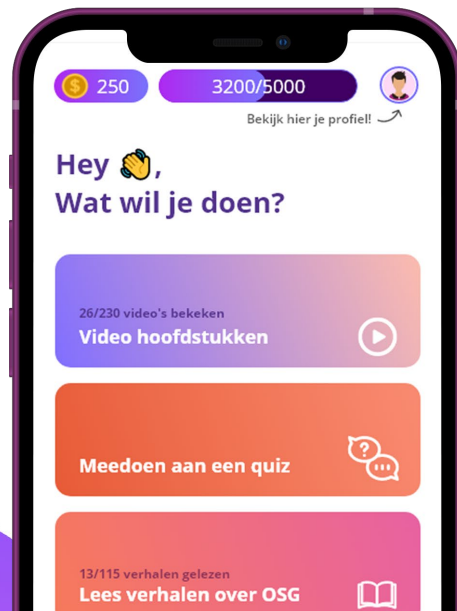 250
3200/5000
Bekijk hier je profiel!
Hey 👋,
Wat wil je doen?
26/230 video's bekeken
Video hoofdstukken
Meedoen aan een quiz
13/115 verhalen gelezen
Lees verhalen over OSG